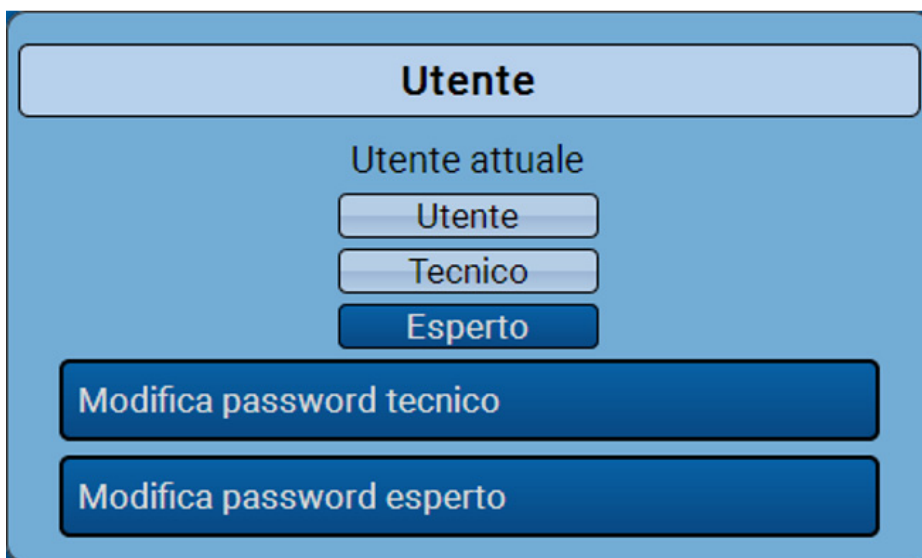 Utente
Utente attuale
Utente
Tecnico
Esperto
Modifica password tecnico
Modifica password esperto